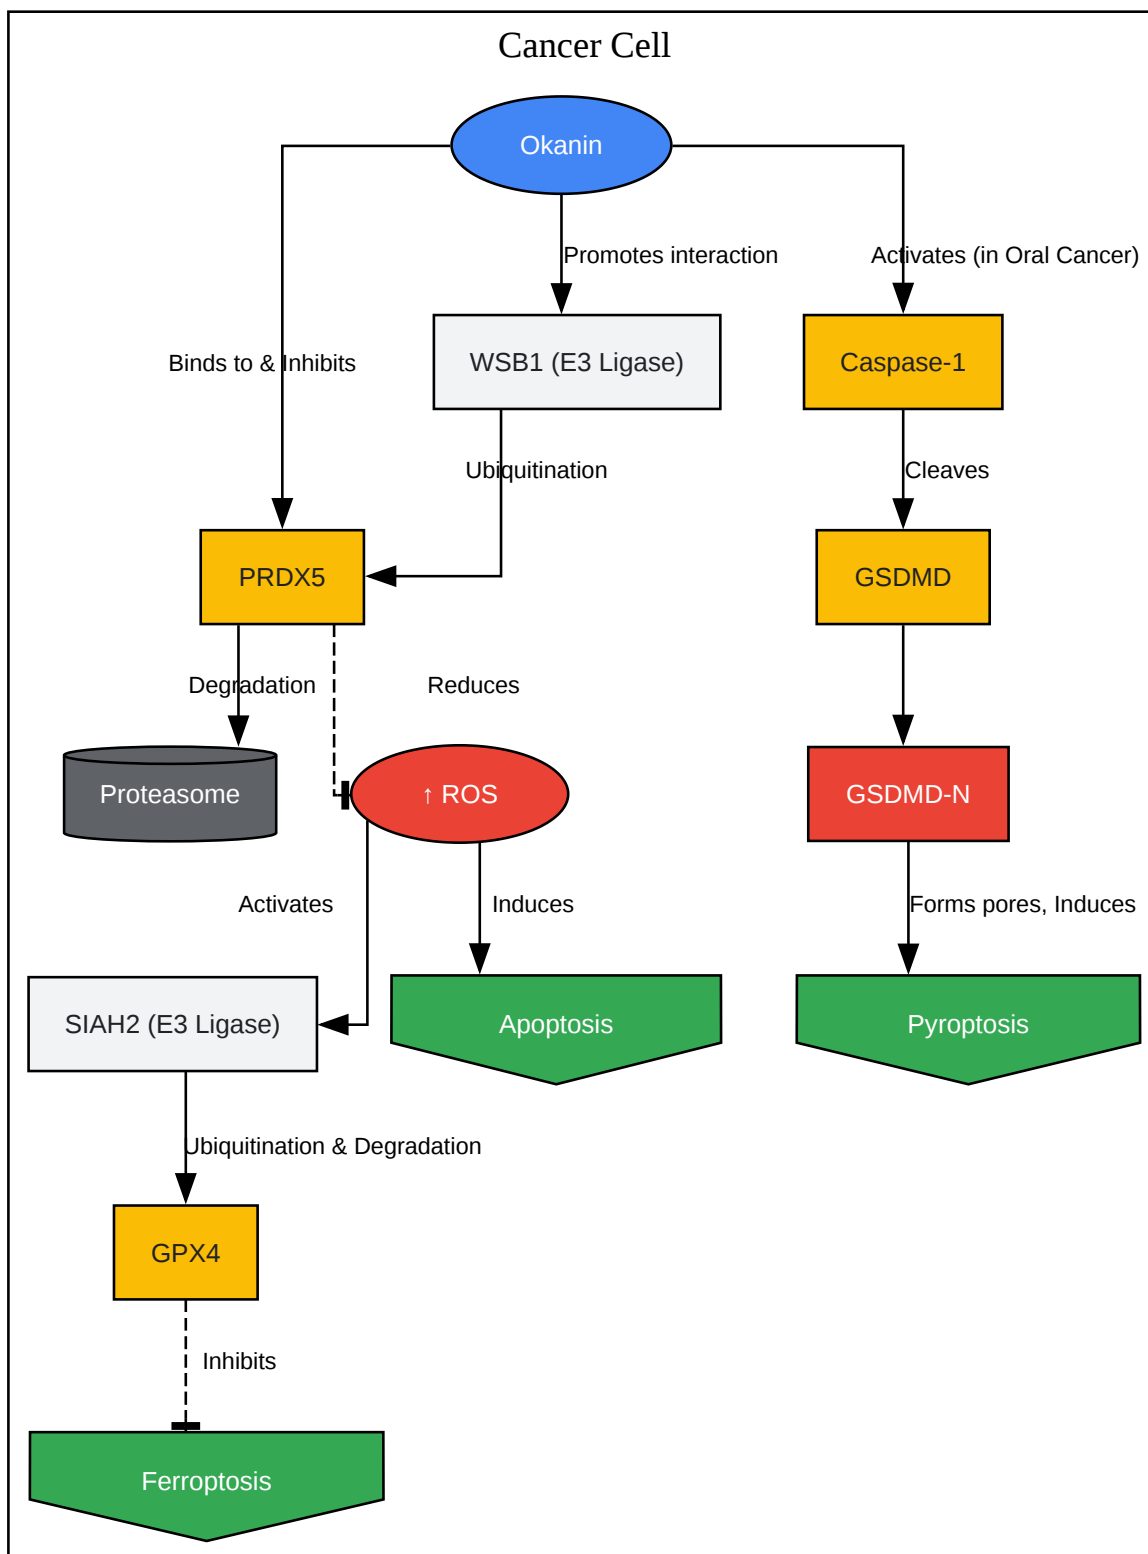 Cancer Cell
Okanin
Promotes interaction
Activates (in Oral Cancer)
Binds to & Inhibits
WSB1 (E3 Ligase)
Caspase-1
Ubiquitination
Cleaves
PRDX5
GSDMD
Degradation
Reduces
Proteasome
↑ ROS
GSDMD-N
Activates
Induces
Forms pores, Induces
SIAH2 (E3 Ligase)
Apoptosis
Pyroptosis
Ubiquitination & Degradation
GPX4
Inhibits
Ferroptosis